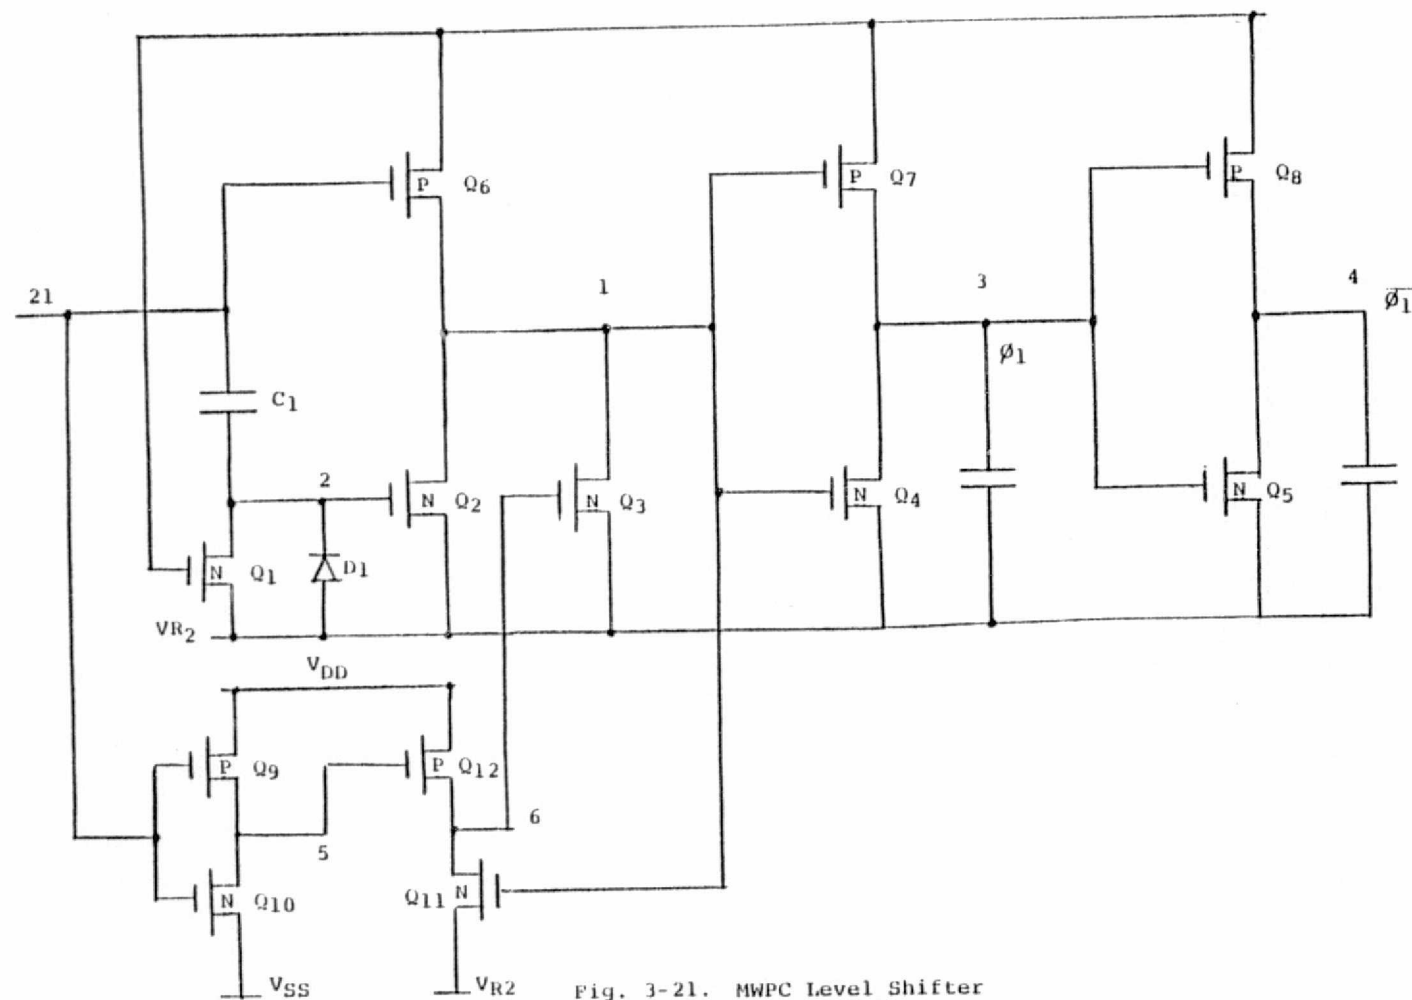 P Q6
P Q7
P Q8
21
1
3
4 Ø1
Ø1
C1
2
N Q2
N Q3
N Q4
N Q5
N Q1
D1
VR2
VDD
P Q9
P Q12
5
6
N Q10
Q11 N
VSS
VR2
Fig. 3-21. MWPC Level Shifter